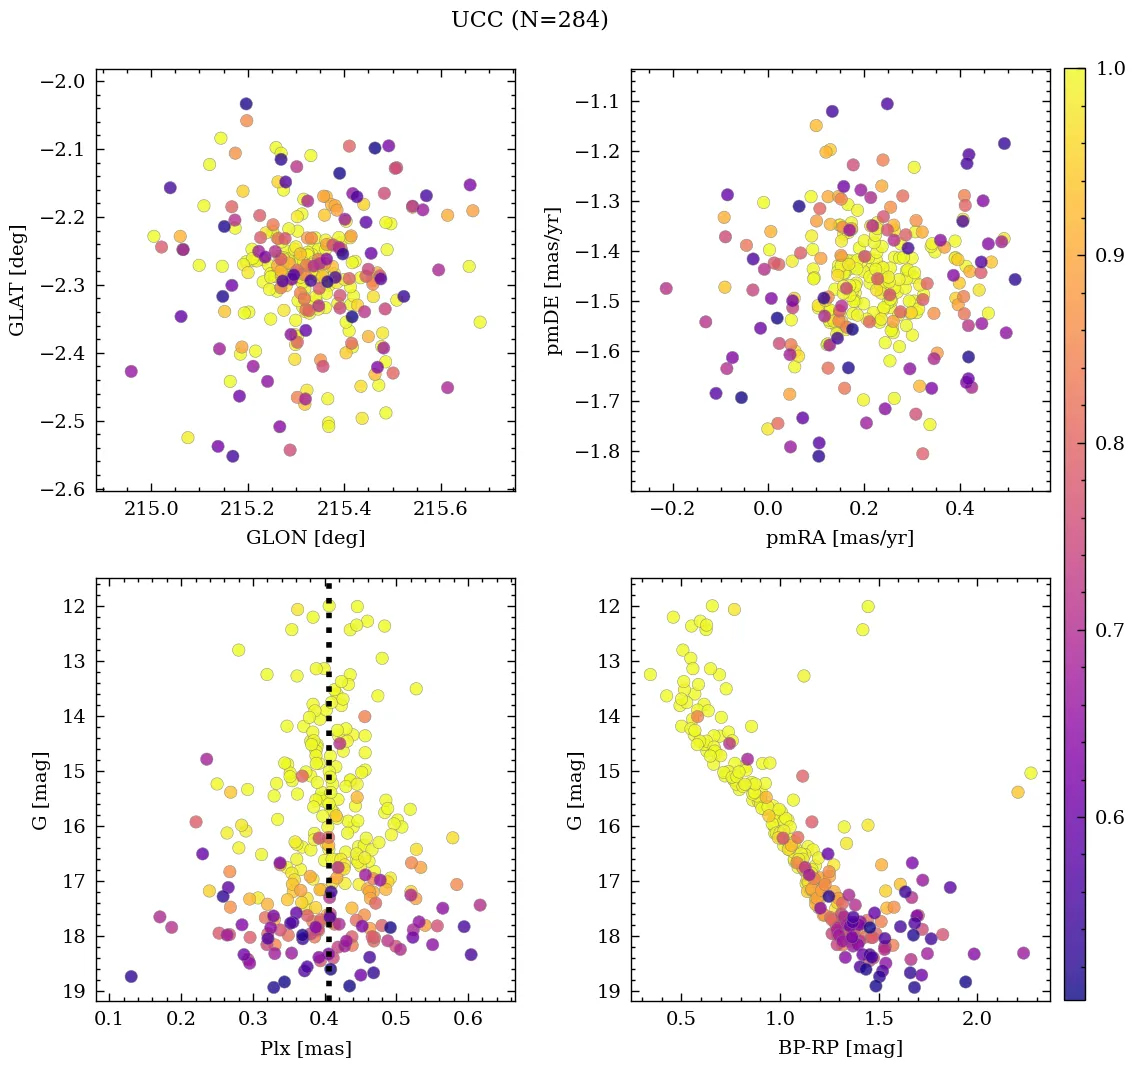 UCC (N=284)
−2.0
−2.1
−2.2
−2.3
−2.4
−2.5
−2.6
GLAT [deg]
215.0 215.2 215.4 215.6
GLON [deg]
−1.1
−1.2
−1.3
−1.4
−1.5
−1.6
−1.7
−1.8
pmDE [mas/yr]
−0.2 0.0 0.2 0.4
pmRA [mas/yr]
1.0
0.9
0.8
0.7
0.6
12
13
14
15
16
17
18
19
G [mag]
0.1 0.2 0.3 0.4 0.5 0.6
Plx [mas]
12
13
14
15
16
17
18
19
G [mag]
0.5 1.0 1.5 2.0
BP-RP [mag]